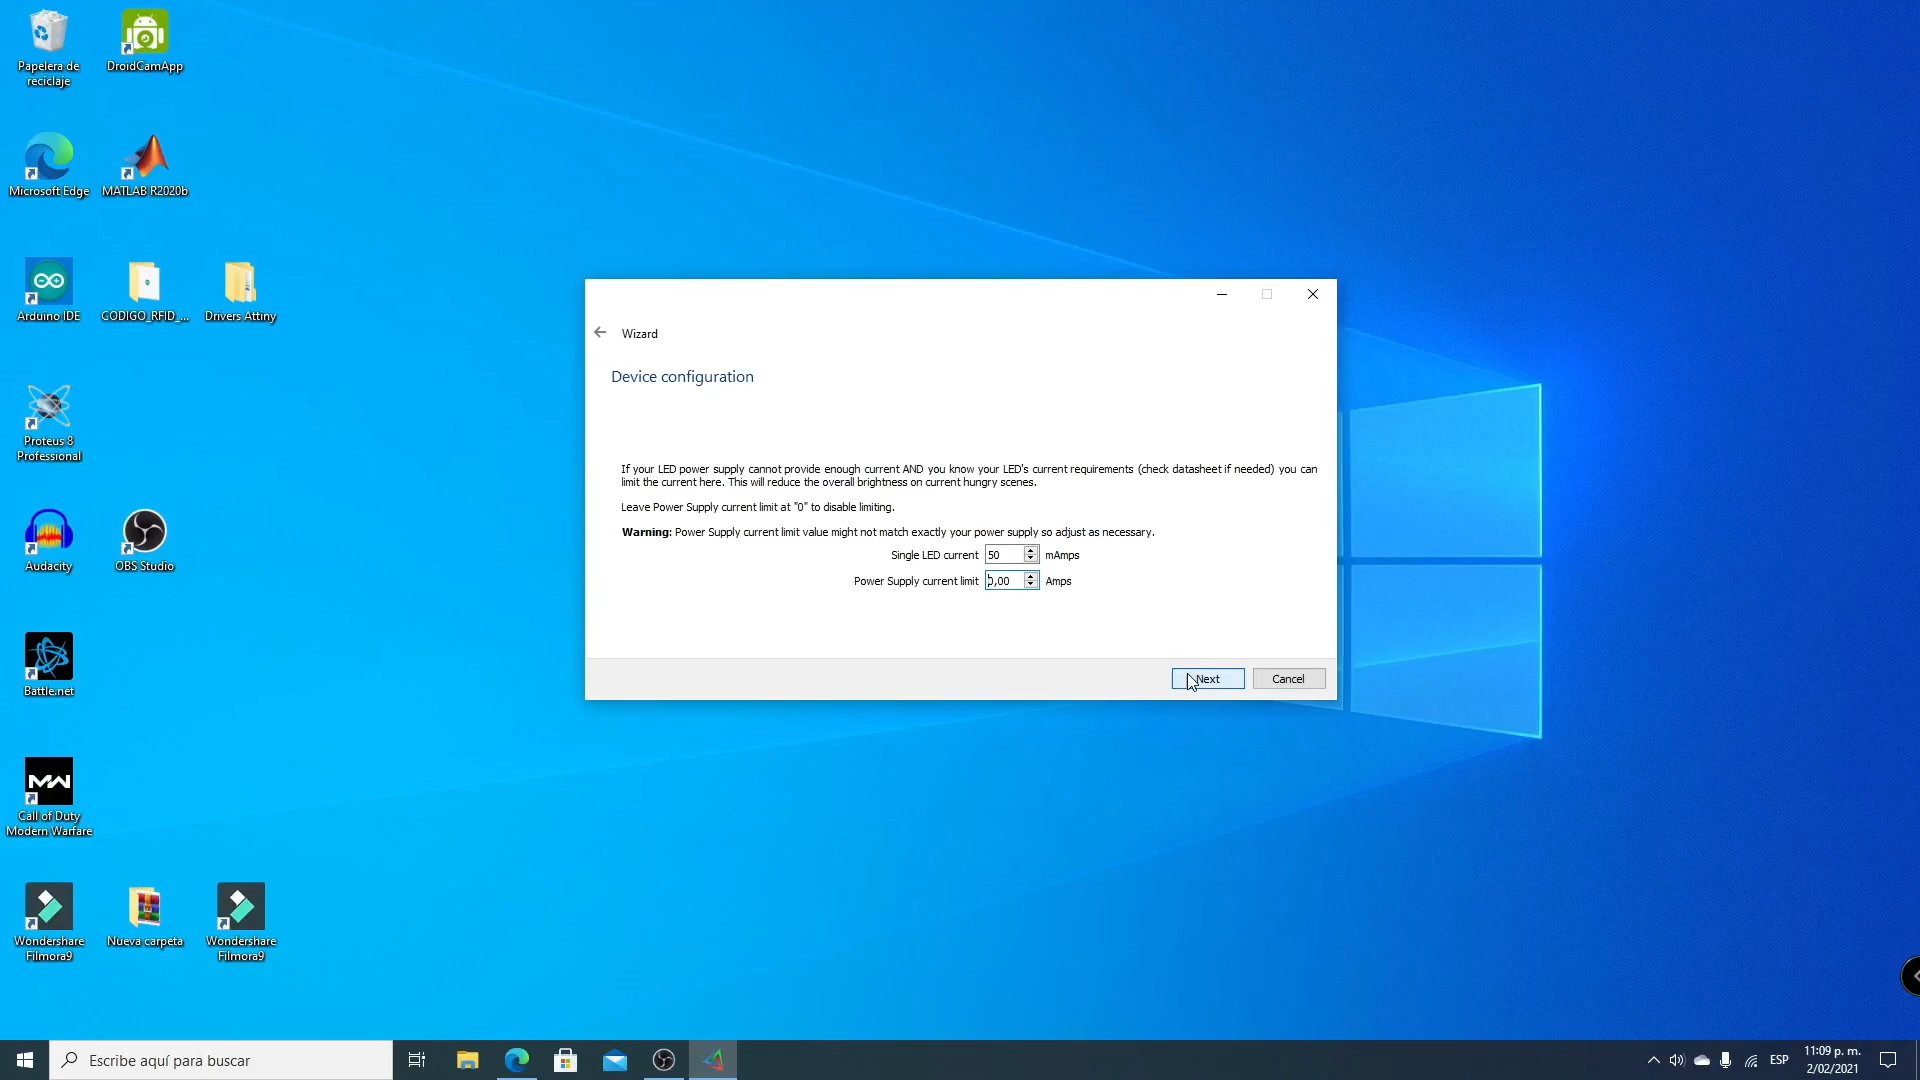 Papelera de
reciclaje
DroidCamApp
Microsoft Edge
MATLAB R2020b
Arduino IDE
CODIGO_RFID_...
Drivers Attiny
Proteus 8
Professional
Audacity
OBS Studio
Battle.net
MW
Call of Duty
Modern Warfare
Wondershare
Filmora9
Nueva carpeta
Wondershare
Filmora9
Wizard
Device configuration
If your LED power supply cannot provide enough current AND you know your LED's current requirements (check datasheet if needed) you can
limit the current here. This will reduce the overall brightness on current hungry scenes.
Leave Power Supply current limit at "0" to disable limiting.
Warning: Power Supply current limit value might not match exactly your power supply so adjust as necessary.
Single LED current 50 mAmps
Power Supply current limit 0,00 Amps
Next Cancel
Escribe aquí para buscar
ESP
11:09 p. m.
2/02/2021